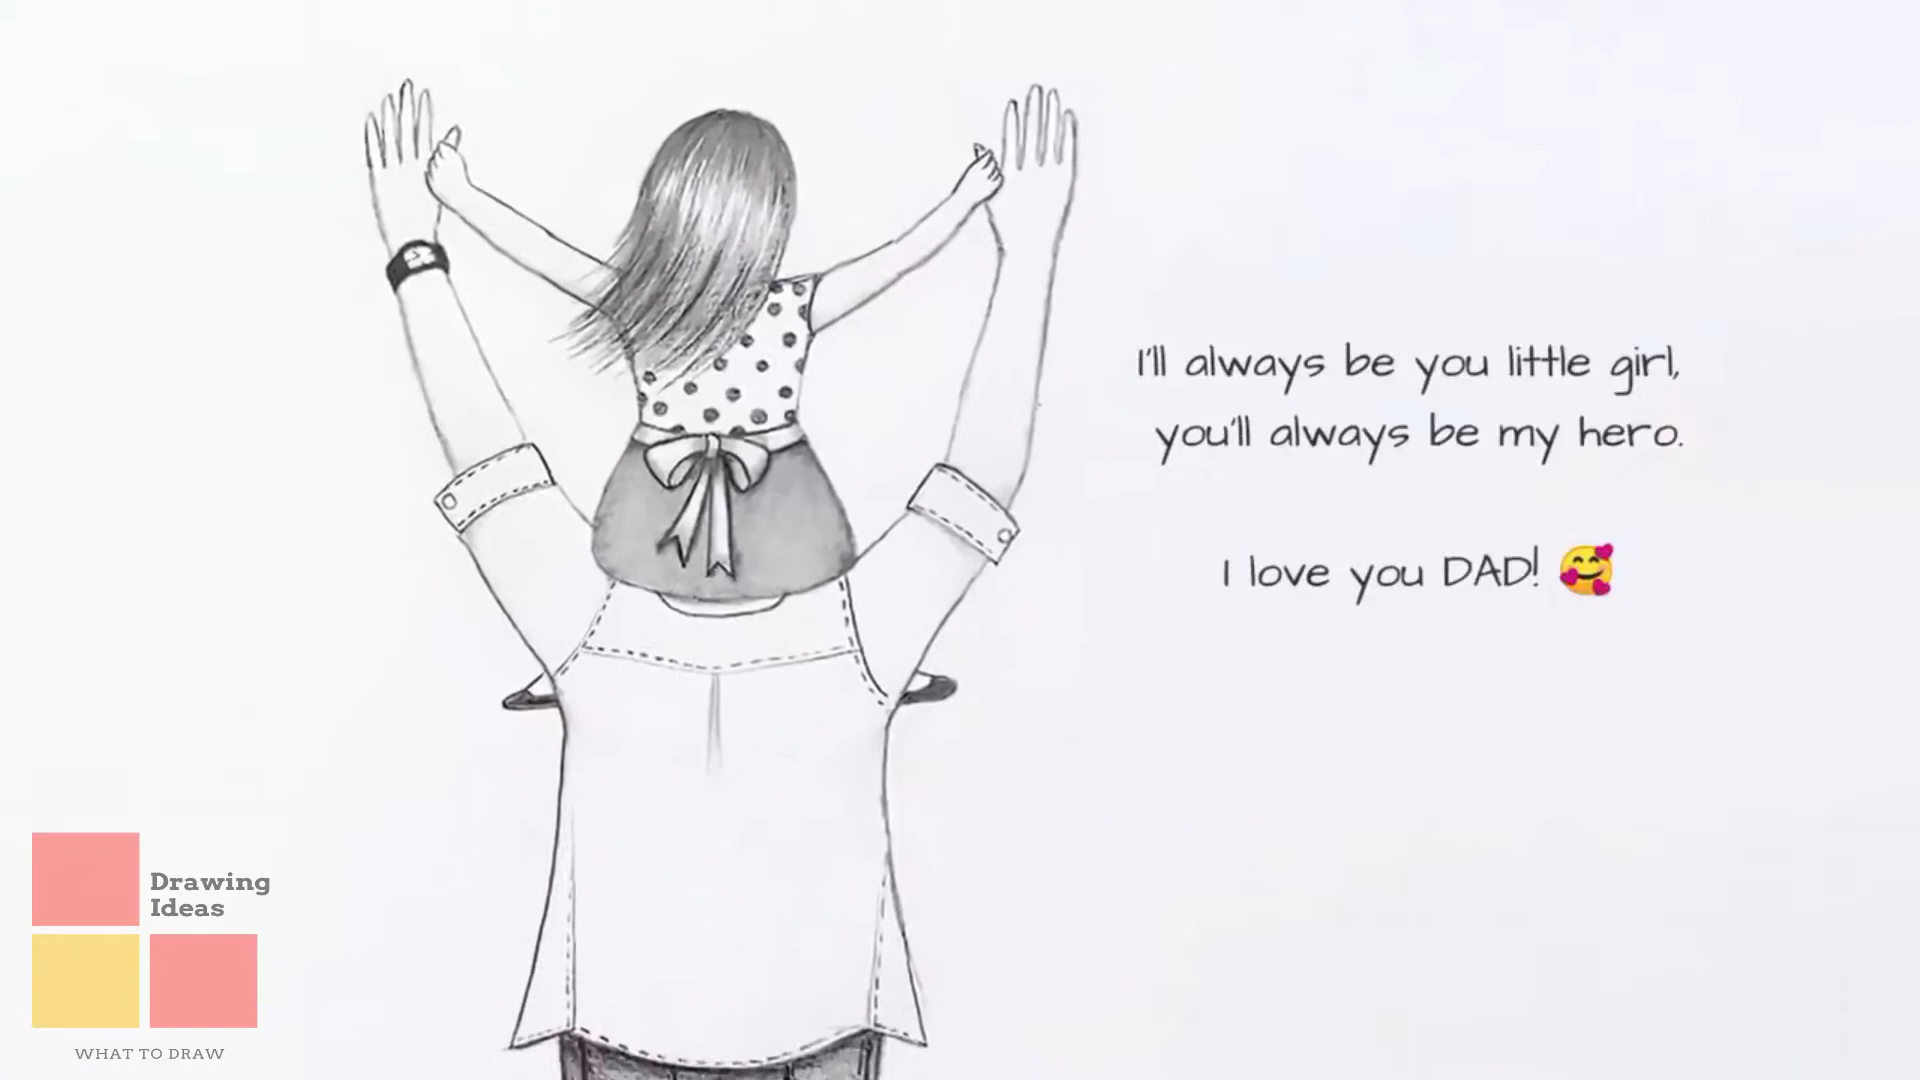 I'll always be you little girl,
you'll always be my hero.
I love you DAD! 🥰
Drawing
Ideas
WHAT TO DRAW